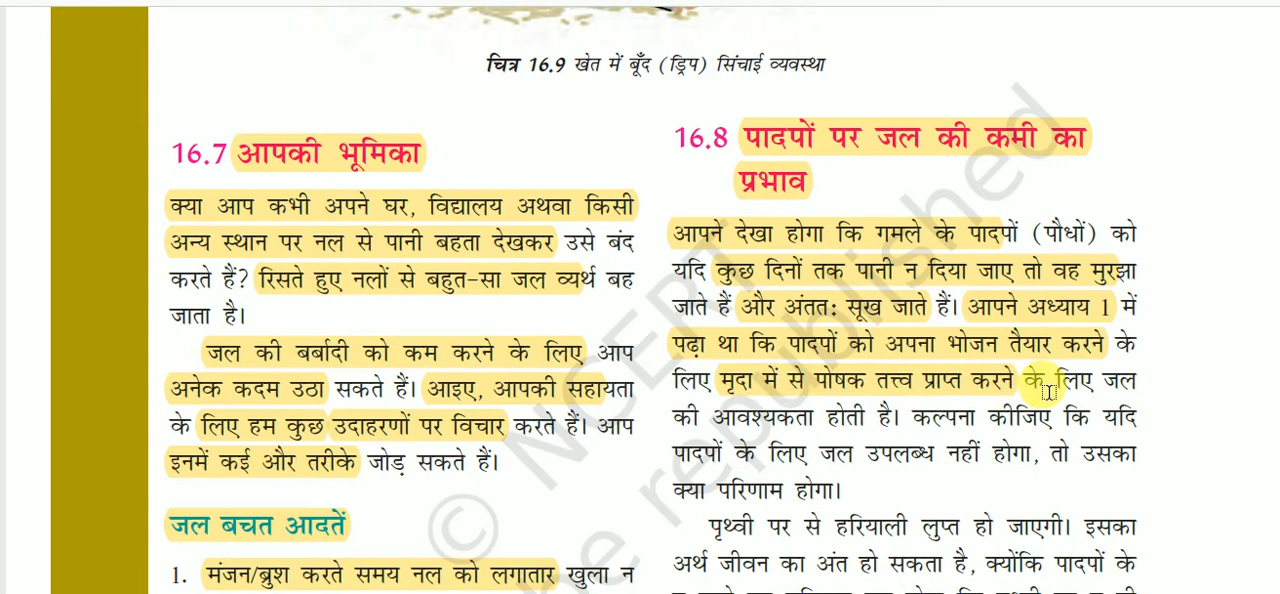 चित्र 16.9 खेत में बूँद (ड्रिप) सिंचाई व्यवस्था
16.7 आपकी भूमिका
क्या आप कभी अपने घर, विद्यालय अथवा किसी
अन्य स्थान पर नल से पानी बहता देखकर उसे बंद
करते हैं? रिसते हुए नलों से बहुत-सा जल व्यर्थ बह
जाता है।
जल की बर्बादी को कम करने के लिए आप
अनेक कदम उठा सकते हैं। आइए, आपकी सहायता
के लिए हम कुछ उदाहरणों पर विचार करते हैं। आप
इनमें कई और तरीके जोड़ सकते हैं।
जल बचत आदतें
1. मंजन/ब्रुश करते समय नल को लगातार खुला न
16.8 पादपों पर जल की कमी का
प्रभाव
आपने देखा होगा कि गमले के पादपों (पौधों) को
यदि कुछ दिनों तक पानी न दिया जाए तो वह मुरझा
जाते हैं और अंततः सूख जाते हैं। आपने अध्याय 1 में
पढ़ा था कि पादपों को अपना भोजन तैयार करने के
लिए मृदा में से पोषक तत्त्व प्राप्त करने के लिए जल
की आवश्यकता होती है। कल्पना कीजिए कि यदि
पादपों के लिए जल उपलब्ध नहीं होगा, तो उसका
क्या परिणाम होगा।
पृथ्वी पर से हरियाली लुप्त हो जाएगी। इसका
अर्थ जीवन का अंत हो सकता है, क्योंकि पादपों के
© NCERT
be republished